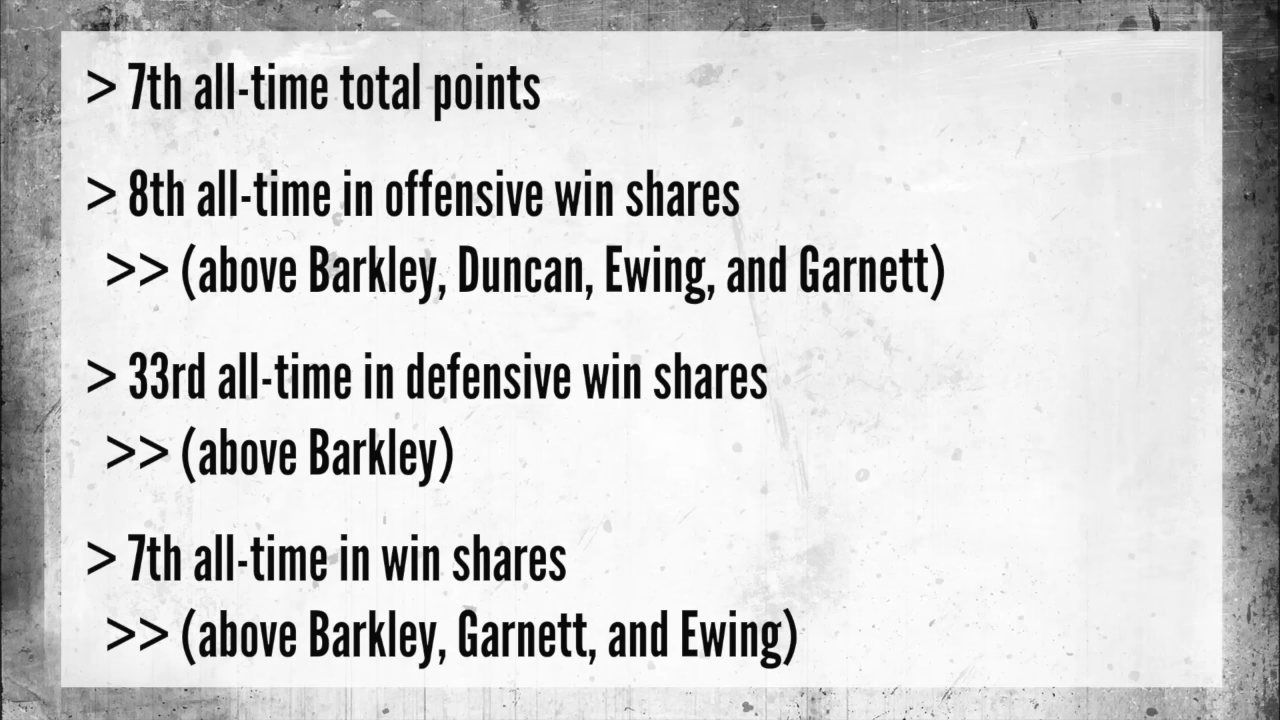 > 7th all-time total points
> 8th all-time in offensive win shares
>> (above Barkley, Duncan, Ewing, and Garnett)
> 33rd all-time in defensive win shares
>> (above Barkley)
> 7th all-time in win shares
>> (above Barkley, Garnett, and Ewing)